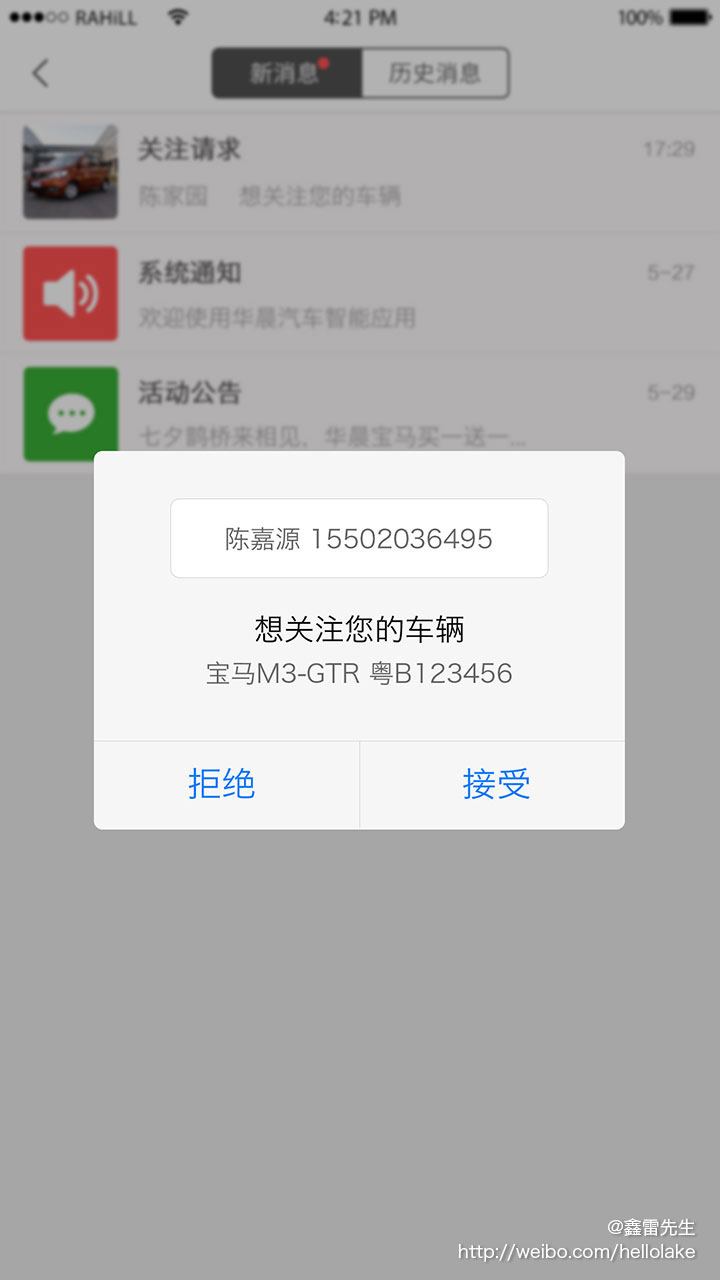 RAHiLL 4:21 PM 100%
新消息 历史消息
关注请求 17:29
陈家园 想关注您的车辆
系统通知 5-27
欢迎使用华晨汽车智能应用
活动公告 5-29
七夕鹊桥来相见，华晨宝马买一送一...
陈嘉源 15502036495
想关注您的车辆
宝马M3-GTR 粤B123456
拒绝 接受
@鑫雷先生
http://weibo.com/hellolake